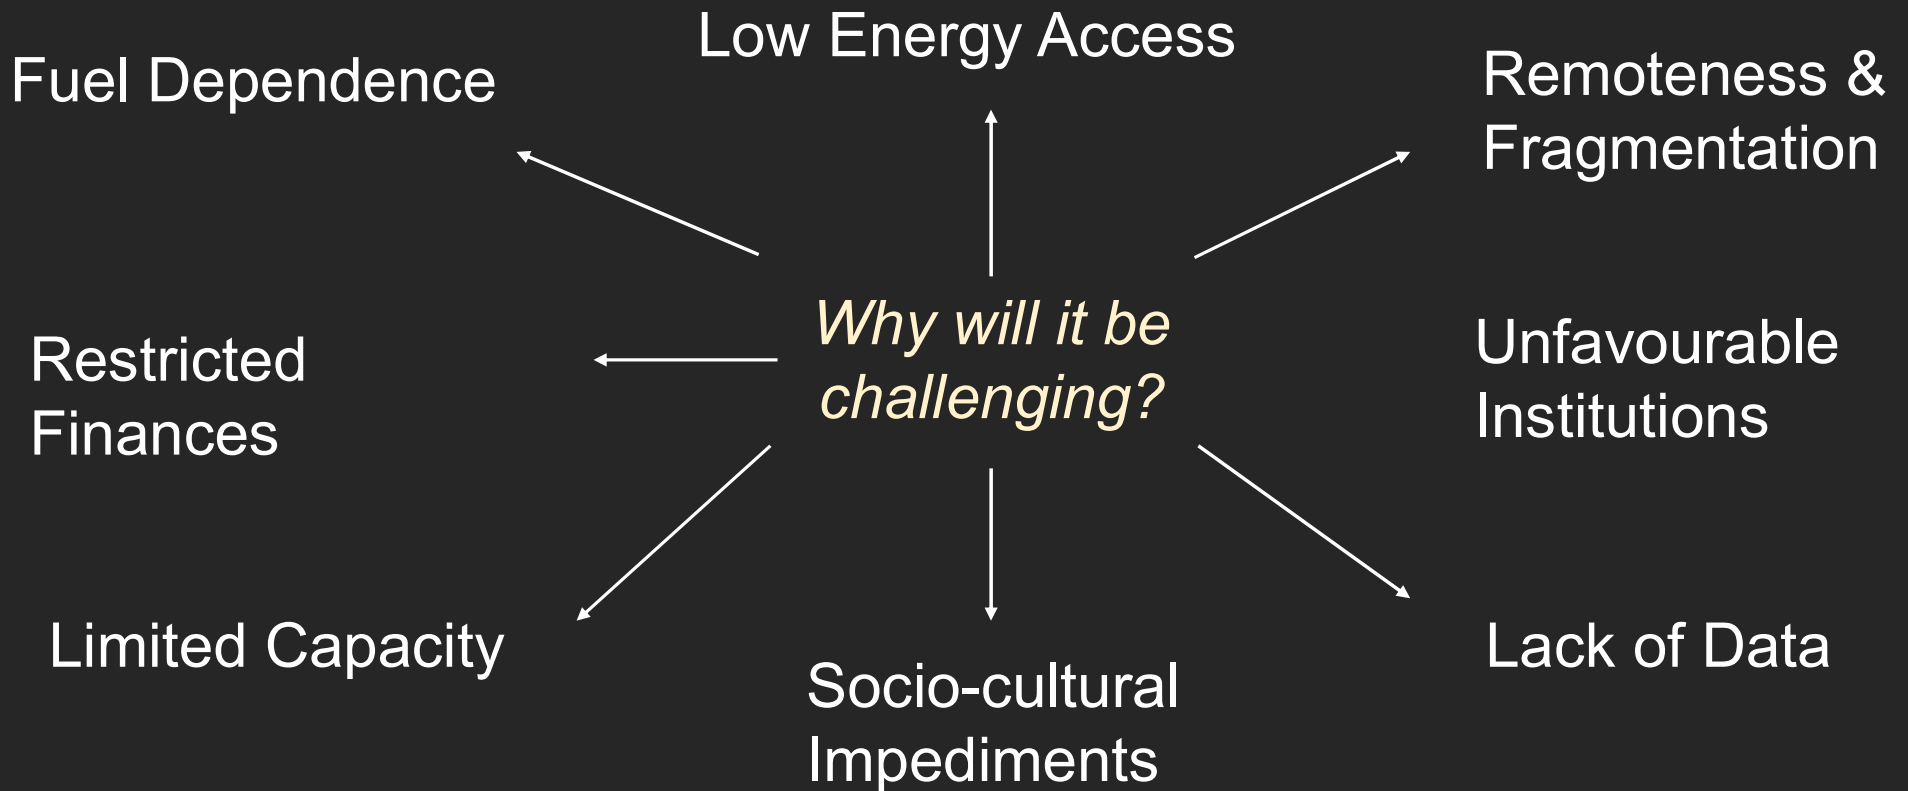 Low Energy Access
Fuel Dependence
Remoteness &
Fragmentation
Why will it be
challenging?
Unfavourable
Institutions
Restricted
Finances
Limited Capacity
Lack of Data
Socio-cultural
Impediments